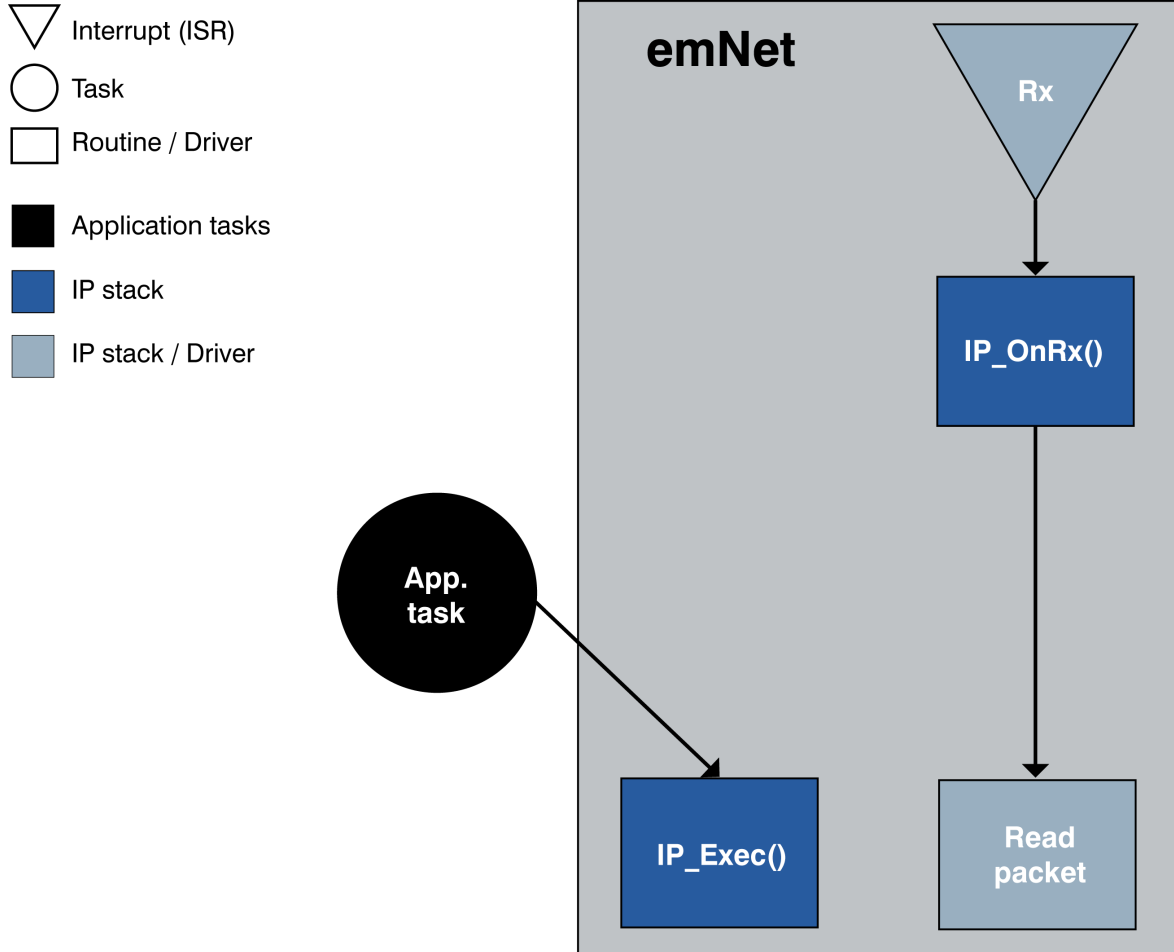 Interrupt (ISR)
Task
Routine / Driver
Application tasks
IP stack
IP stack / Driver
emNet
Rx
IP_OnRx()
App.
task
IP_Exec()
Read
packet